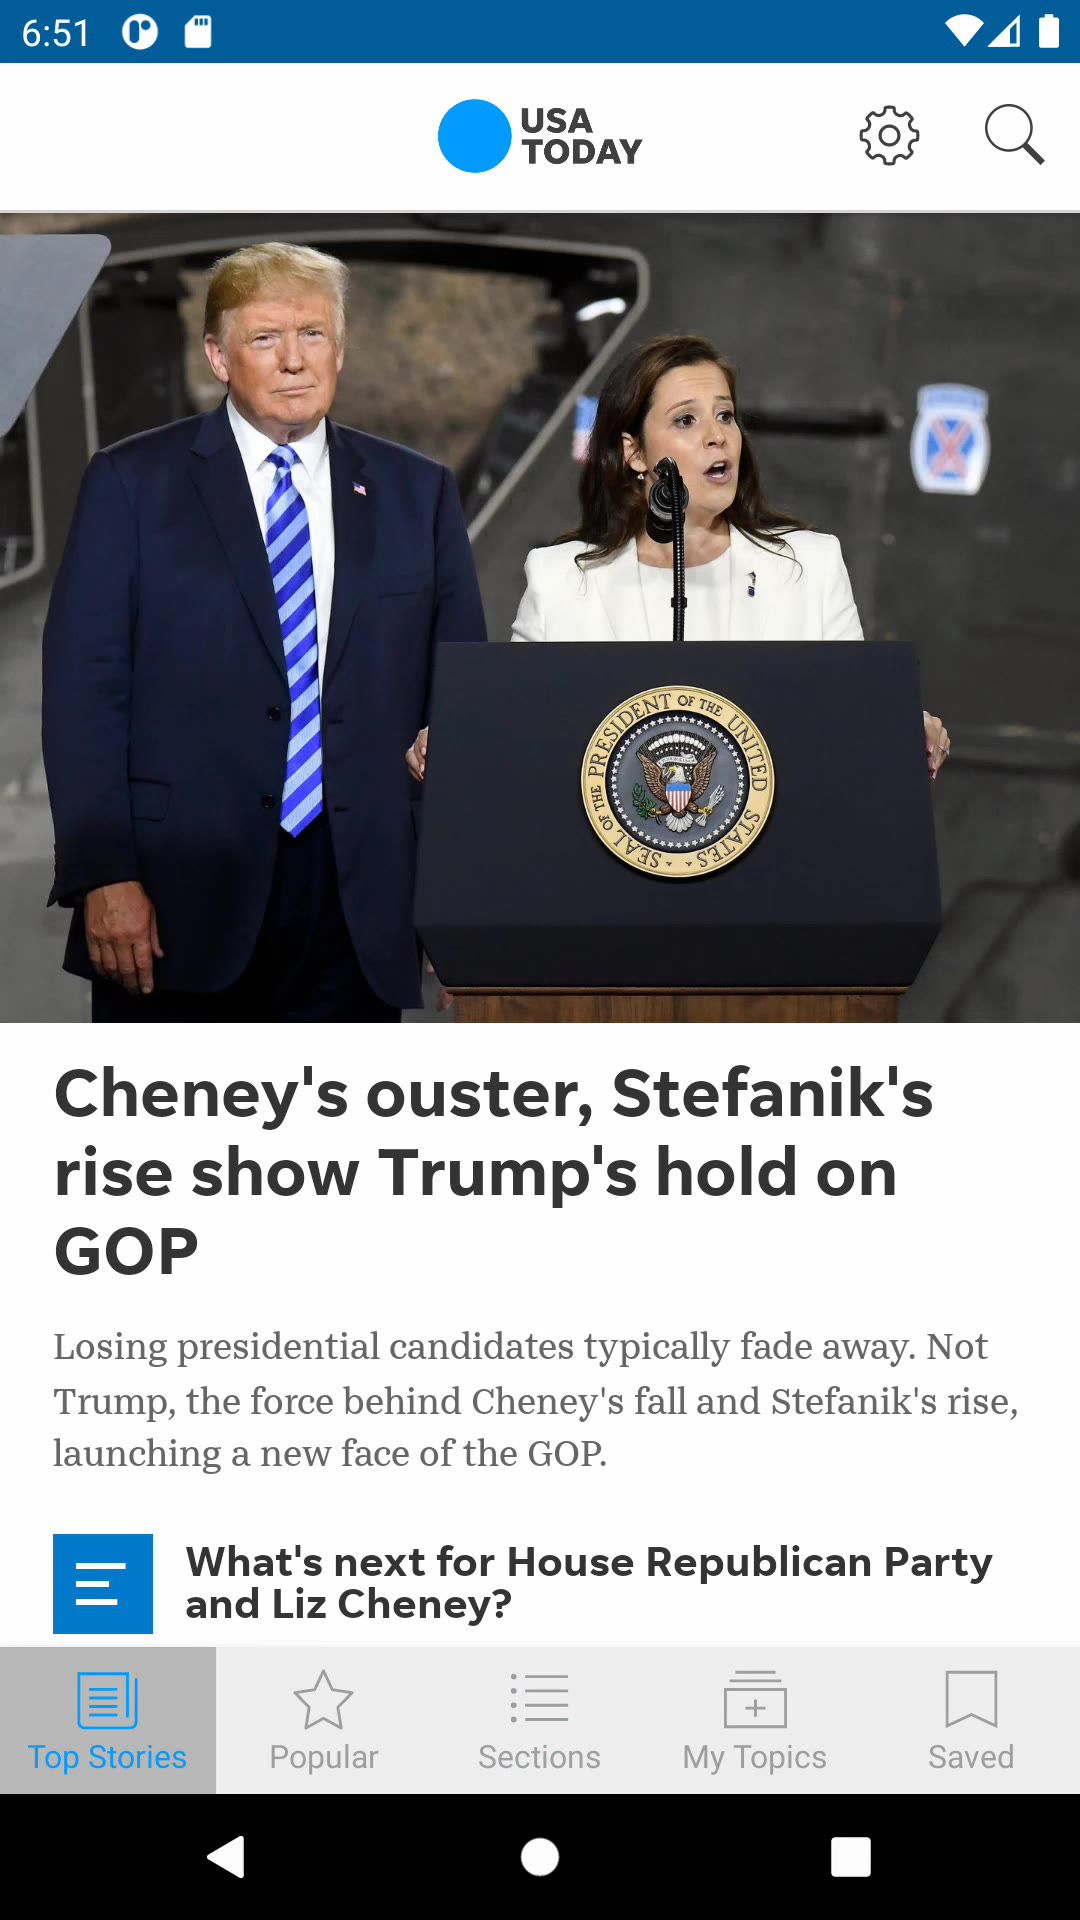 6:51
USA
TODAY
SEAL OF THE PRESIDENT OF THE UNITED STATES
Cheney's ouster, Stefanik's
rise show Trump's hold on
GOP
Losing presidential candidates typically fade away. Not
Trump, the force behind Cheney's fall and Stefanik's rise,
launching a new face of the GOP.
What's next for House Republican Party
and Liz Cheney?
Top Stories
Popular
Sections
My Topics
Saved